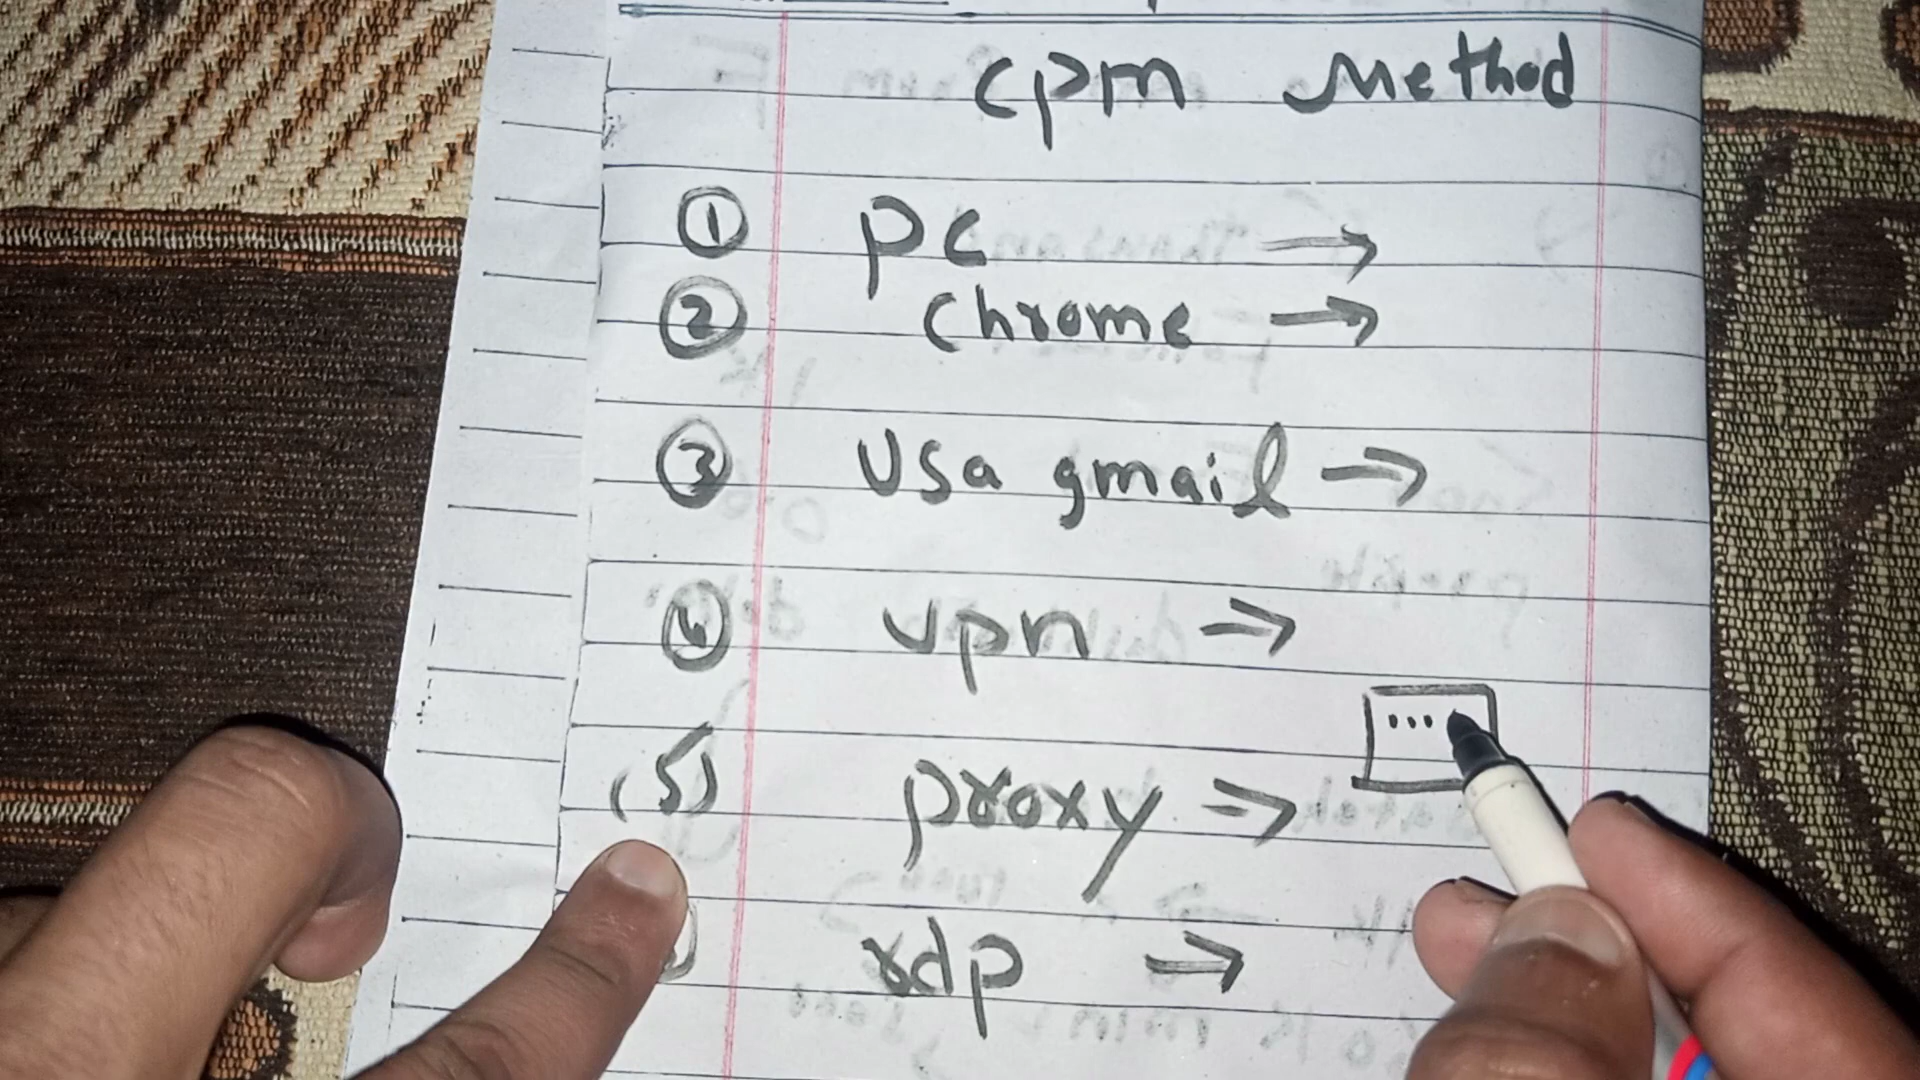 cpm Method
① pc →
② chrome →
③ Usa gmail →
④ vpn →
(5) proxy →
rdp →